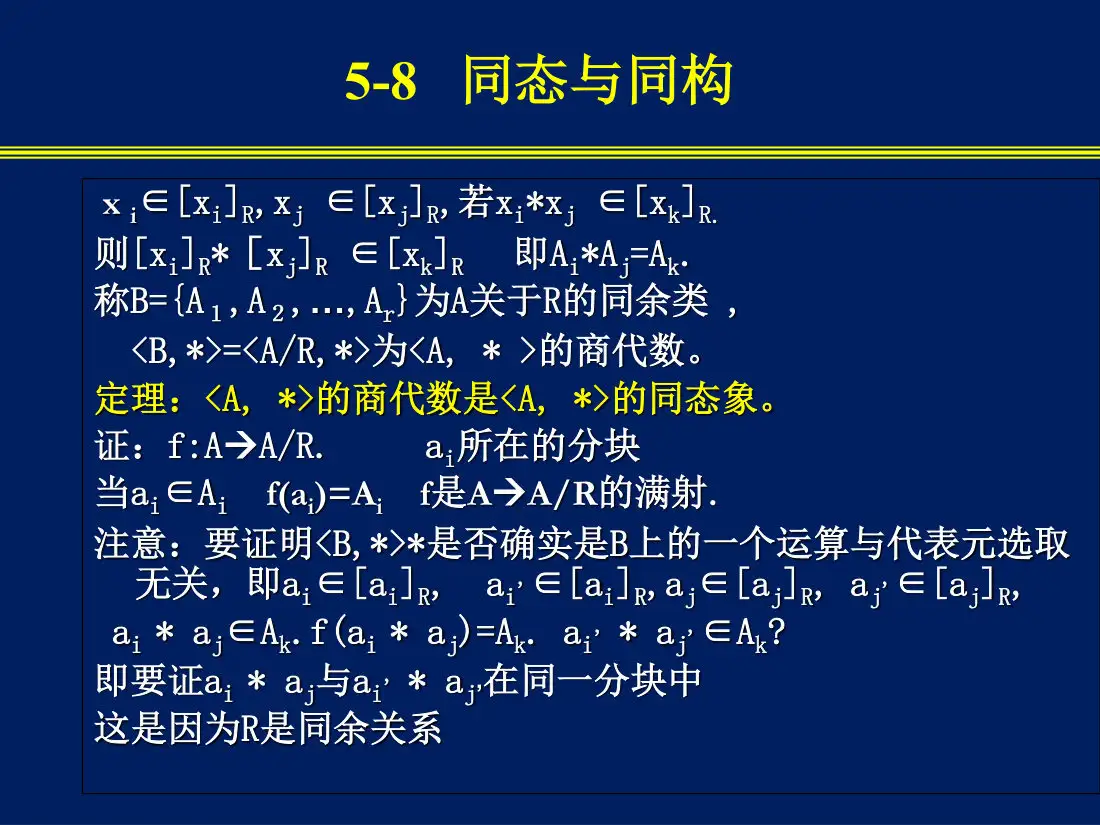 5-8 同态与同构
xi∈[xi]R,xj ∈[xj]R,若xi*xj ∈[xk]R.
则[xi]R*［xj]R ∈[xk]R 即Ai*Aj=Ak.
称B={A1,A2,…,Ar}为A关于R的同余类 ,
<B,*>=<A/R,*>为<A, * >的商代数。
定理：<A, *>的商代数是<A, *>的同态象。
证：f:A→A/R. ai所在的分块
当ai∈Ai f(ai)=Ai f是A→A/R的满射.
注意：要证明<B,*>*是否确实是B上的一个运算与代表元选取
无关，即ai∈[ai]R, ai’∈[ai]R,aj∈[aj]R, aj’∈[aj]R,
ai * aj∈Ak.f(ai * aj)=Ak. ai’ * aj’∈Ak?
即要证ai * aj与ai’ * aj’在同一分块中
这是因为R是同余关系